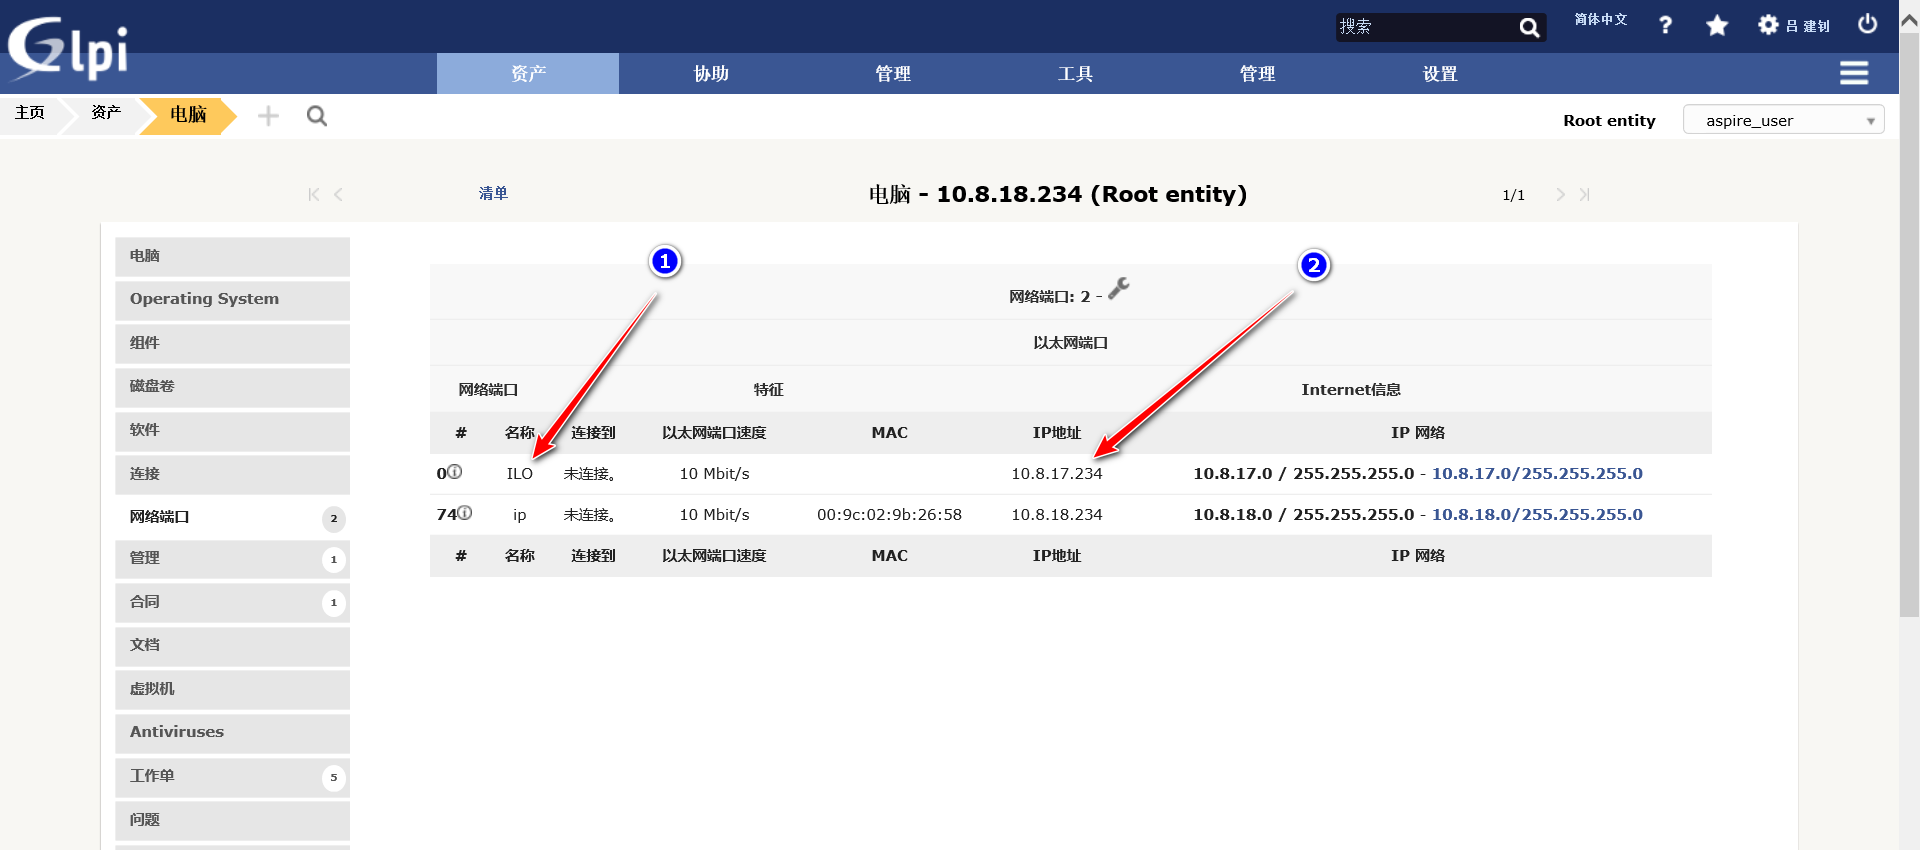 Glpi
搜索
简体中文
?
吕 建钊
资产 协助 管理 工具 管理 设置
主页 资产 电脑
Root entity aspire_user
清单
电脑 - 10.8.18.234 (Root entity)
1/1
电脑
Operating System
组件
磁盘卷
软件
连接
网络端口 2
管理 1
合同 1
文档
虚拟机
Antiviruses
工作单 5
问题
1
2
网络端口: 2 -
以太网端口
网络端口 特征 Internet信息
# 名称 连接到 以太网端口速度 MAC IP地址 IP 网络
0 ILO 未连接。 10 Mbit/s 10.8.17.234 10.8.17.0 / 255.255.255.0 - 10.8.17.0/255.255.255.0
74 ip 未连接。 10 Mbit/s 00:9c:02:9b:26:58 10.8.18.234 10.8.18.0 / 255.255.255.0 - 10.8.18.0/255.255.255.0
# 名称 连接到 以太网端口速度 MAC IP地址 IP 网络